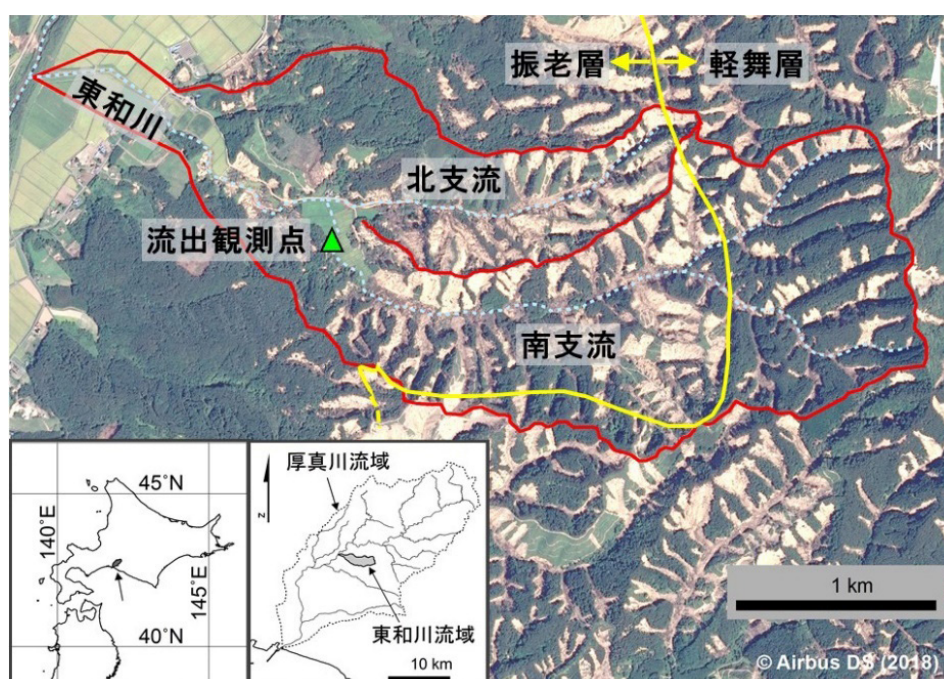 振老層
軽舞層
東和川
北支流
流出観測点
南支流
N
45°N
140°E
145°E
40°N
厚真川流域
N
東和川流域
10 km
1 km
© Airbus DS (2018)